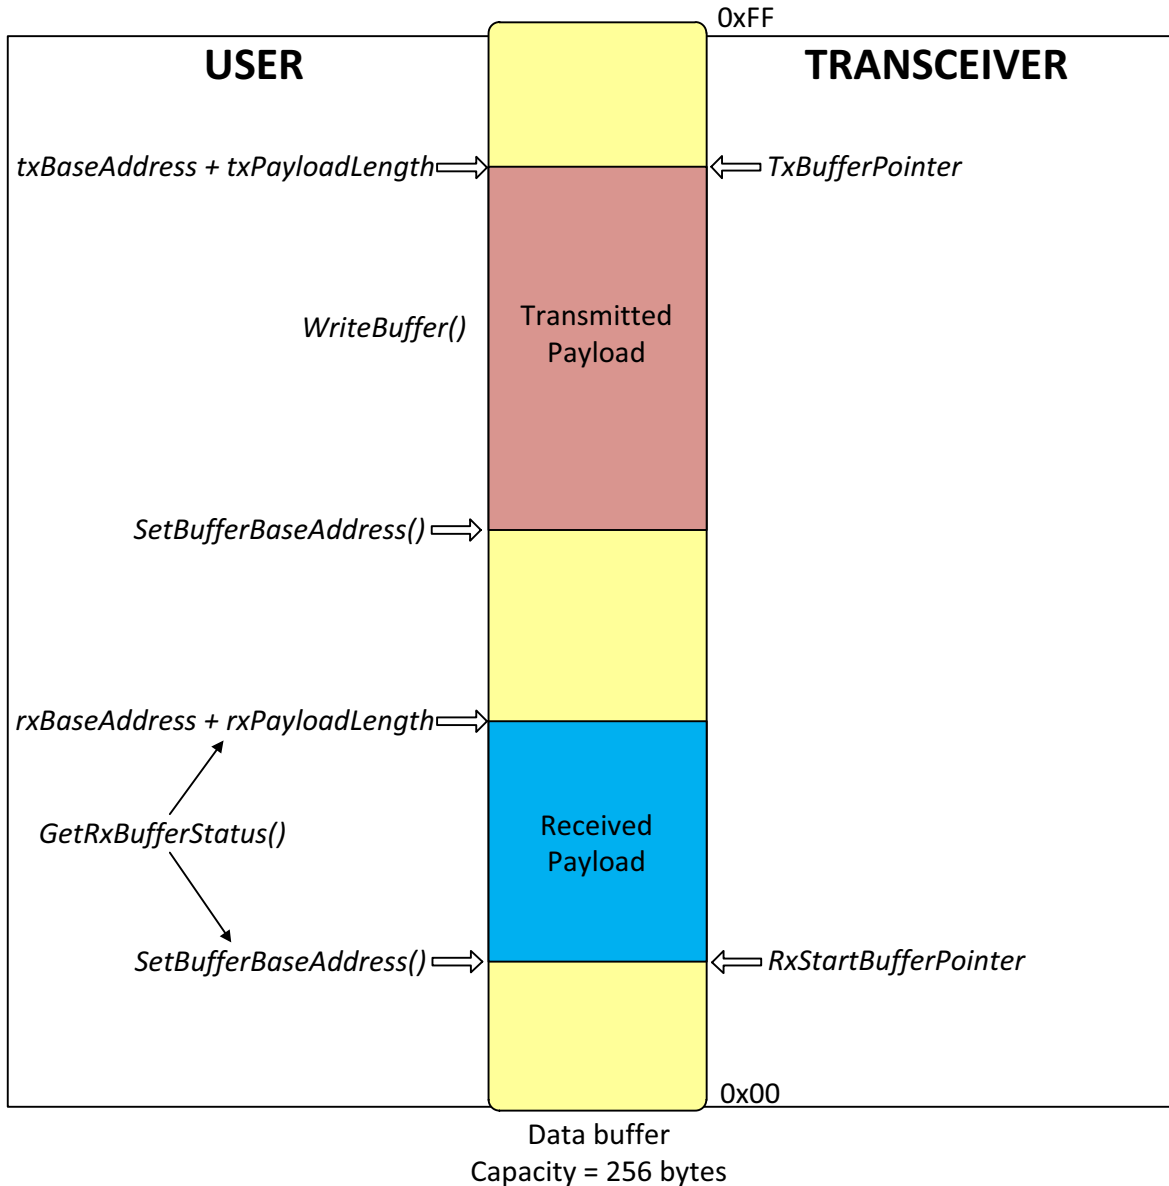 0xFF
USER
TRANSCEIVER
txBaseAddress + txPayloadLength
TxBufferPointer
WriteBuffer()
Transmitted
Payload
SetBufferBaseAddress()
rxBaseAddress + rxPayloadLength
GetRxBufferStatus()
Received
Payload
SetBufferBaseAddress()
RxStartBufferPointer
0x00
Data buffer
Capacity = 256 bytes